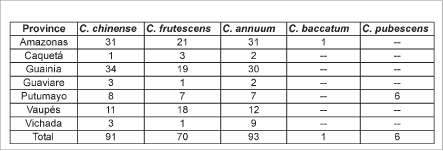 Province C. chinense C. frutescens C. annuum C. baccatum C. pubescens
Amazonas 31 21 31 1 --
Caquetá 1 3 2 -- --
Guainía 34 19 30 -- --
Guaviare 3 1 2 -- --
Putumayo 8 7 7 -- 6
Vaupés 11 18 12 -- --
Vichada 3 1 9 -- --
Total 91 70 93 1 6